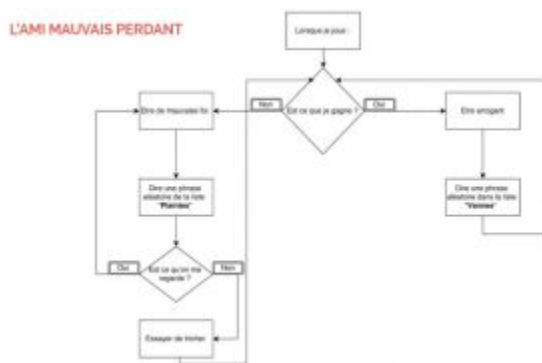 L'AMI MAUVAIS PERDANT
Lorsque je joue :
Est ce que je gagne ?
Non
Oui
Etre de mauvaise foi
Etre arrogant
Dire une phrase
aléatoire de la liste
"Plaintes"
Dire une phrase
aléatoire dans la liste
"Vannes"
Est ce qu'on me
regarde ?
Oui
Non
Essayer de tricher